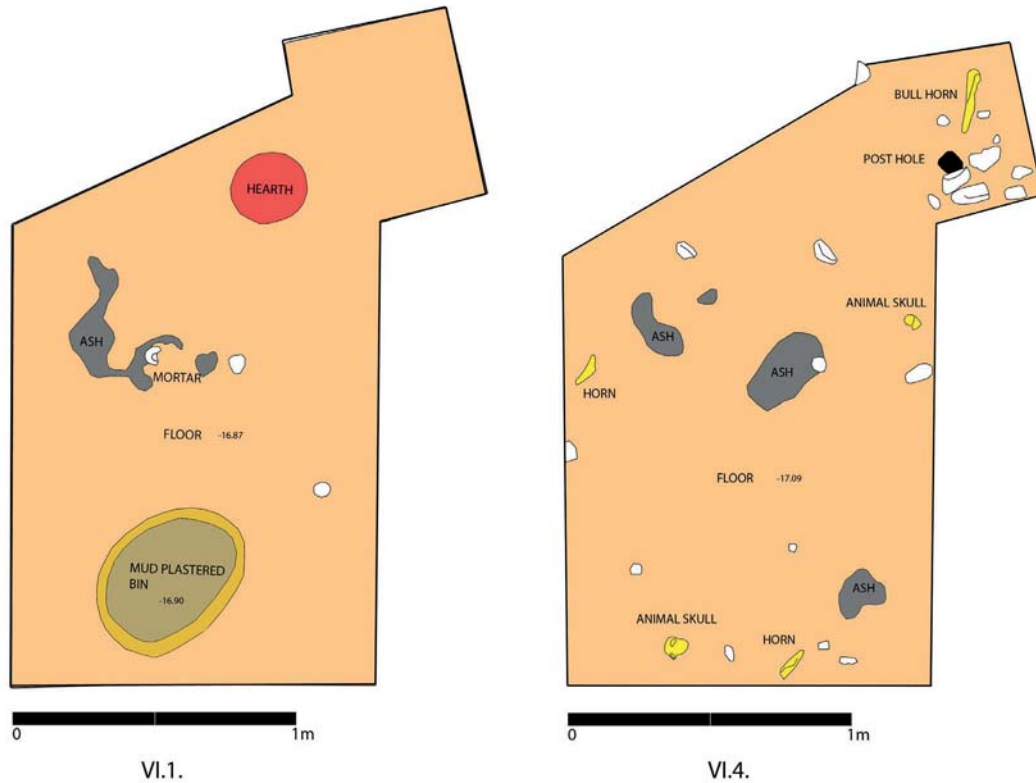 HEARTH
ASH
MORTAR
FLOOR -16.87
MUD PLASTERED
BIN
-16.90
0 1m
VI.1.
BULL HORN
POST HOLE
ANIMAL SKULL
ASH
ASH
HORN
FLOOR -17.09
ASH
ANIMAL SKULL
HORN
0 1m
VI.4.